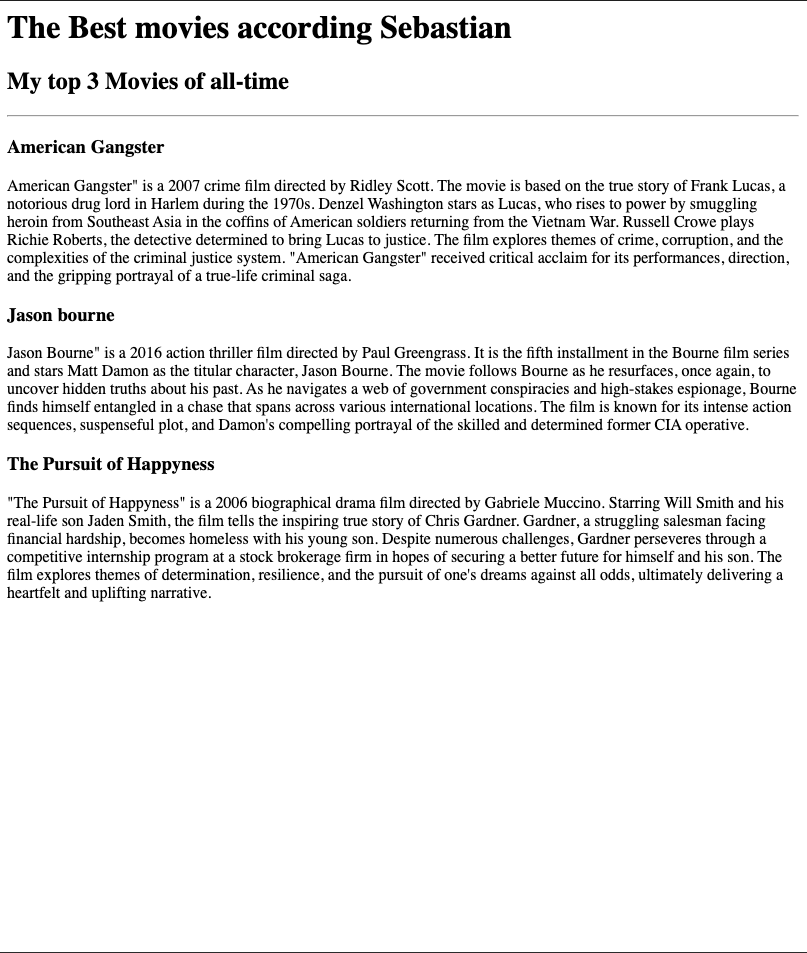 The Best movies according Sebastian
My top 3 Movies of all-time
American Gangster
American Gangster" is a 2007 crime film directed by Ridley Scott. The movie is based on the true story of Frank Lucas, a
notorious drug lord in Harlem during the 1970s. Denzel Washington stars as Lucas, who rises to power by smuggling
heroin from Southeast Asia in the coffins of American soldiers returning from the Vietnam War. Russell Crowe plays
Richie Roberts, the detective determined to bring Lucas to justice. The film explores themes of crime, corruption, and the
complexities of the criminal justice system. "American Gangster" received critical acclaim for its performances, direction,
and the gripping portrayal of a true-life criminal saga.
Jason bourne
Jason Bourne" is a 2016 action thriller film directed by Paul Greengrass. It is the fifth installment in the Bourne film series
and stars Matt Damon as the titular character, Jason Bourne. The movie follows Bourne as he resurfaces, once again, to
uncover hidden truths about his past. As he navigates a web of government conspiracies and high-stakes espionage, Bourne
finds himself entangled in a chase that spans across various international locations. The film is known for its intense action
sequences, suspenseful plot, and Damon's compelling portrayal of the skilled and determined former CIA operative.
The Pursuit of Happyness
"The Pursuit of Happyness" is a 2006 biographical drama film directed by Gabriele Muccino. Starring Will Smith and his
real-life son Jaden Smith, the film tells the inspiring true story of Chris Gardner. Gardner, a struggling salesman facing
financial hardship, becomes homeless with his young son. Despite numerous challenges, Gardner perseveres through a
competitive internship program at a stock brokerage firm in hopes of securing a better future for himself and his son. The
film explores themes of determination, resilience, and the pursuit of one's dreams against all odds, ultimately delivering a
heartfelt and uplifting narrative.